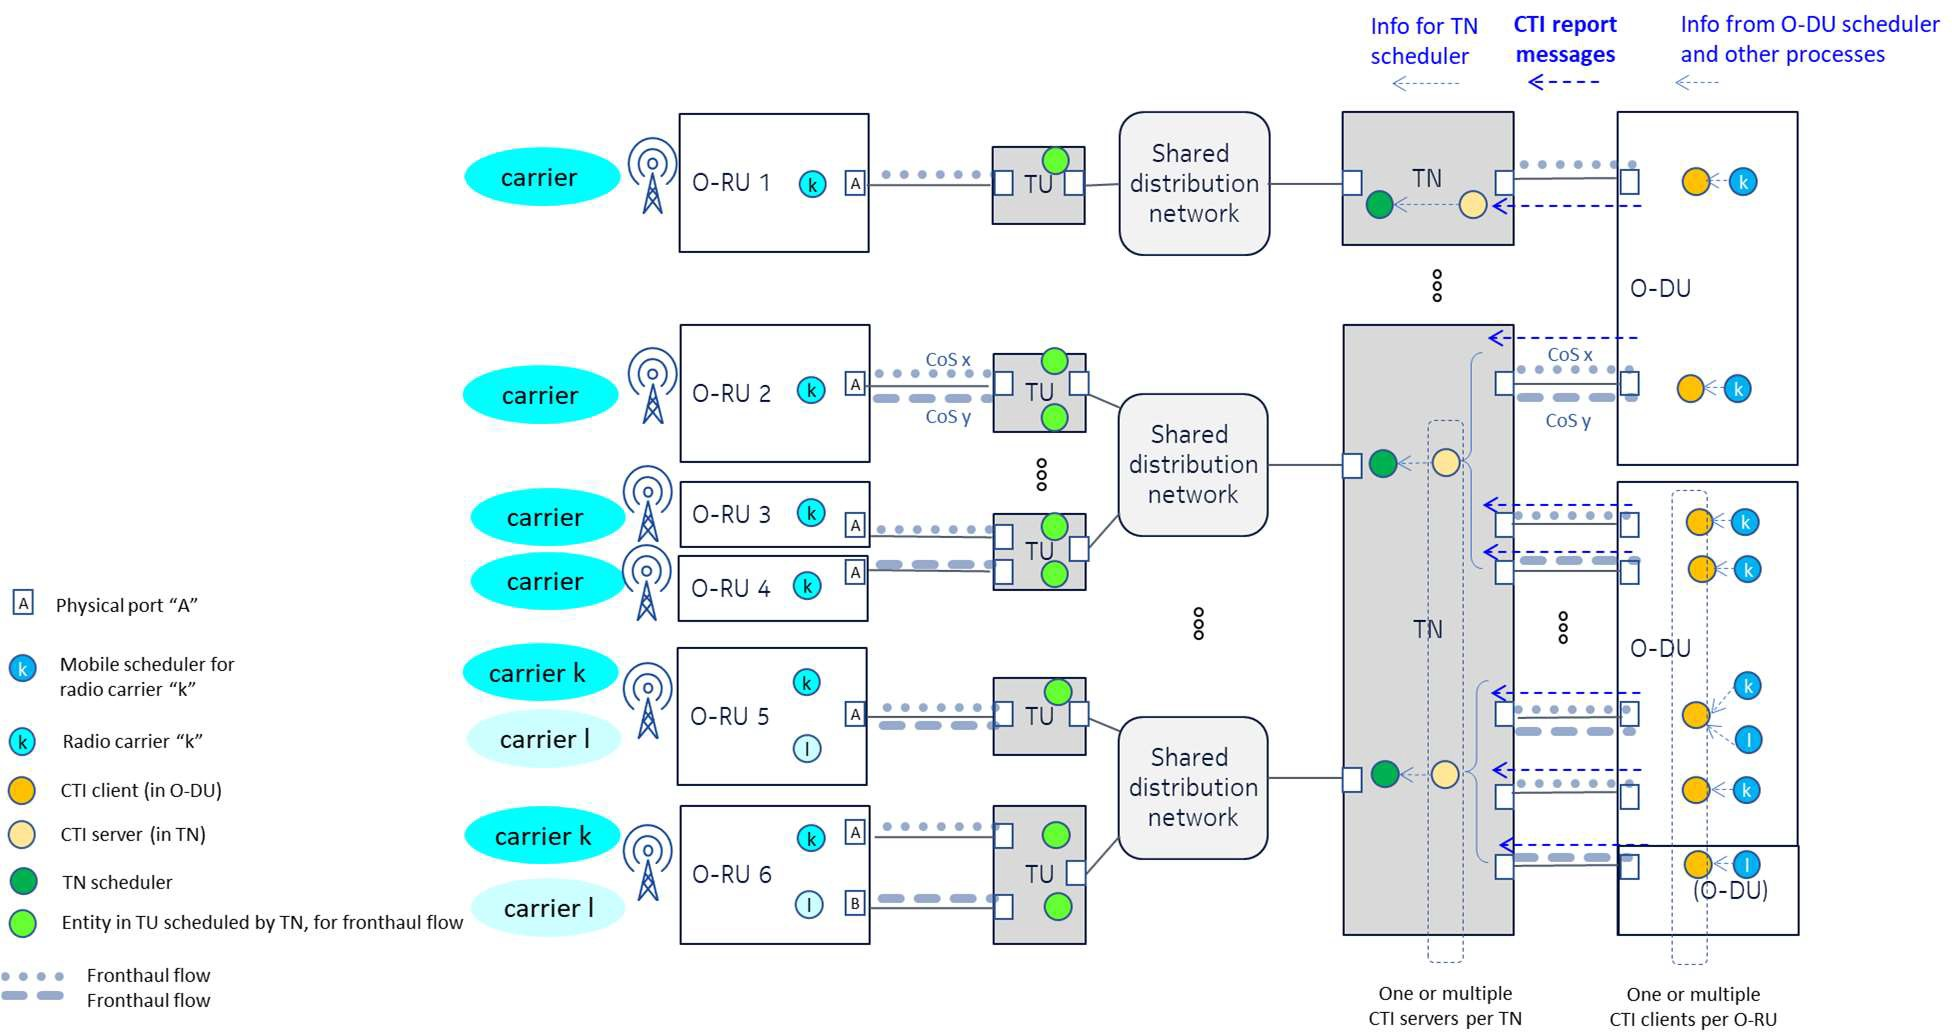 Info for TN
scheduler
CTI report
messages
Info from O-DU scheduler
and other processes
carrier
O-RU 1
k
A
TU
Shared
distribution
network
TN
k
O-DU
carrier
O-RU 2
k
A
CoS x
CoS y
TU
Shared
distribution
network
CoS x
CoS y
k
carrier
O-RU 3
k
A
TU
k
carrier
O-RU 4
k
A
k
TN
O-DU
carrier k
carrier l
O-RU 5
k
l
A
TU
Shared
distribution
network
k
l
k
carrier k
carrier l
O-RU 6
k
l
A
B
TU
l
(O-DU)
A
Physical port “A”
k
Mobile scheduler for
radio carrier “k”
k
Radio carrier “k”
CTI client (in O-DU)
CTI server (in TN)
TN scheduler
Entity in TU scheduled by TN, for fronthaul flow
Fronthaul flow
Fronthaul flow
One or multiple
CTI servers per TN
One or multiple
CTI clients per O-RU